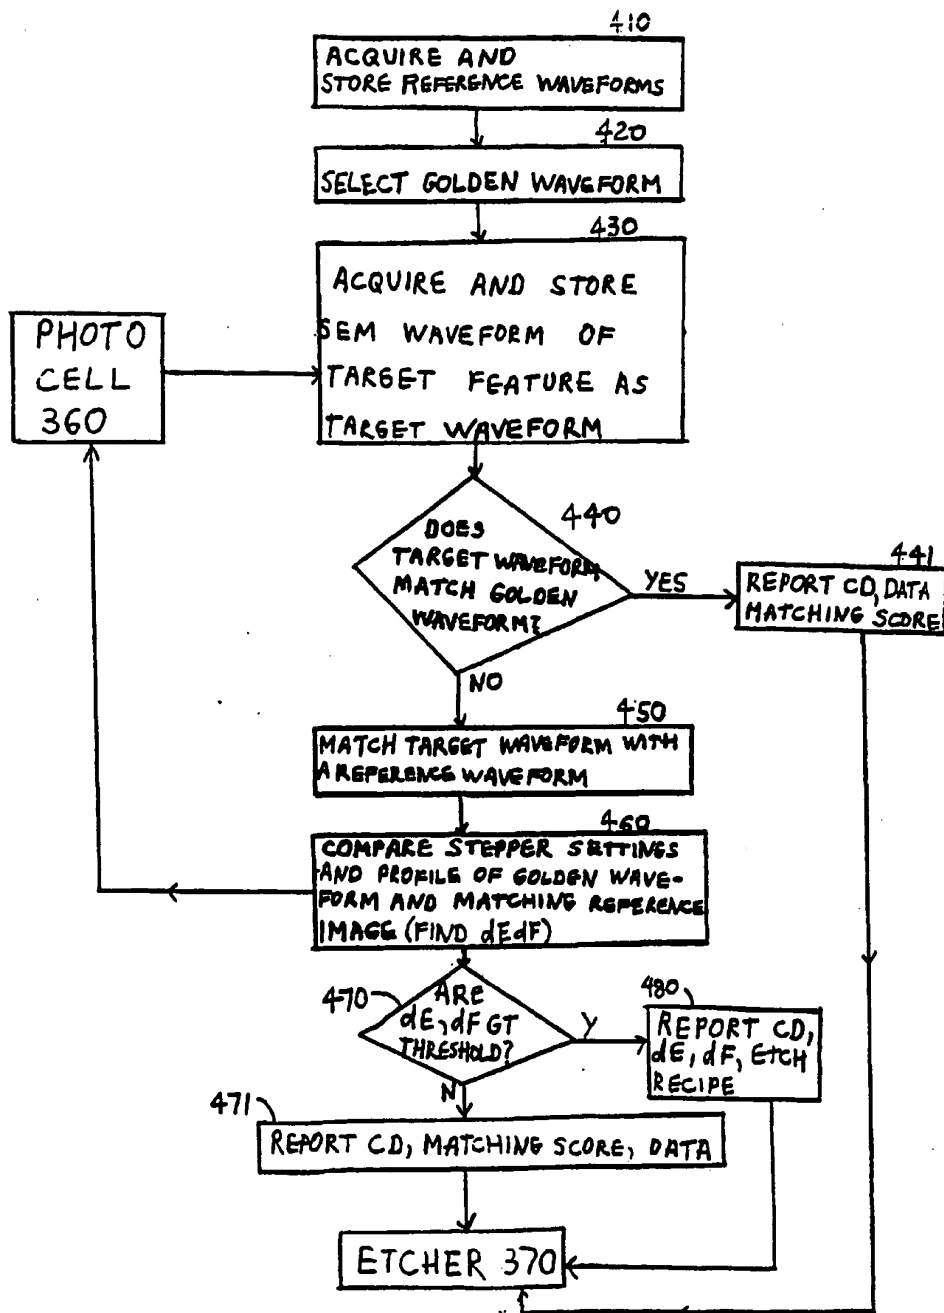 410
ACQUIRE AND
STORE REFERENCE WAVEFORMS
420
SELECT GOLDEN WAVEFORM
430
ACQUIRE AND STORE
SEM WAVEFORM OF
TARGET FEATURE AS
TARGET WAVEFORM
PHOTO
CELL
360
440
DOES
TARGET WAVEFORM
MATCH GOLDEN
WAVEFORM?
YES
441
REPORT CD, DATA
MATCHING SCORE
NO
450
MATCH TARGET WAVEFORM WITH
A REFERENCE WAVEFORM
460
COMPARE STEPPER SETTINGS
AND PROFILE OF GOLDEN WAVE-
FORM AND MATCHING REFERENCE
IMAGE (FIND dEdF)
470
ARE
dE, dF GT
THRESHOLD?
Y
480
REPORT CD,
dE, dF, ETCH
RECIPE
N
471
REPORT CD, MATCHING SCORE, DATA
ETCHER 370